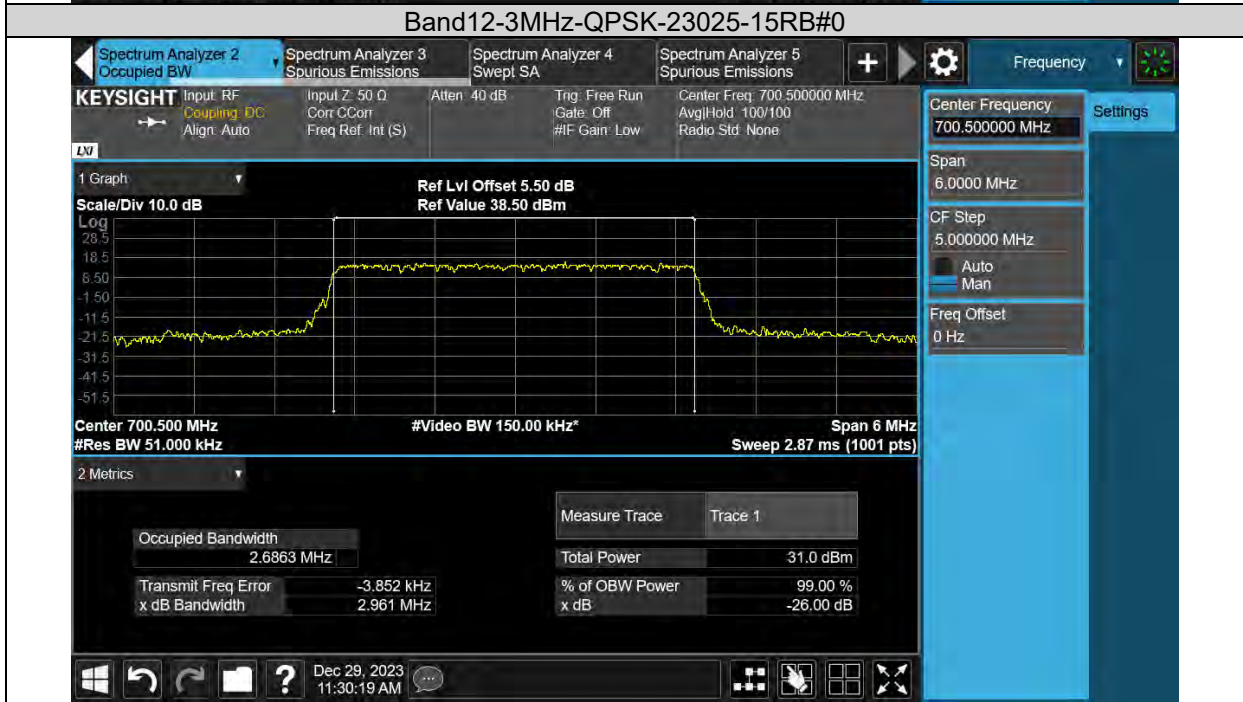 Band12-3MHz-QPSK-23025-15RB#0
Spectrum Analyzer 2
Occupied BW
Spectrum Analyzer 3
Spurious Emissions
Spectrum Analyzer 4
Swept SA
Spectrum Analyzer 5
Spurious Emissions
+
Frequency
KEYSIGHT
LXI
Input: RF
Coupling: DC
Align: Auto
Input Z: 50 Ω
Corr CCorr
Freq Ref: Int (S)
Atten: 40 dB
Trig: Free Run
Gate: Off
#IF Gain: Low
Center Freq: 700.500000 MHz
Avg|Hold: 100/100
Radio Std: None
Center Frequency
700.500000 MHz
Settings
Span
6.0000 MHz
CF Step
5.000000 MHz
Auto
Man
Freq Offset
0 Hz
1 Graph
Scale/Div 10.0 dB
Ref Lvl Offset 5.50 dB
Ref Value 38.50 dBm
Log
28.5
18.5
8.50
-1.50
-11.5
-21.5
-31.5
-41.5
-51.5
Center 700.500 MHz
#Res BW 51.000 kHz
#Video BW 150.00 kHz*
Span 6 MHz
Sweep 2.87 ms (1001 pts)
2 Metrics
Measure Trace Trace 1
Occupied Bandwidth
2.6863 MHz
Total Power 31.0 dBm
Transmit Freq Error -3.852 kHz
% of OBW Power 99.00 %
x dB Bandwidth 2.961 MHz
x dB -26.00 dB
?
Dec 29, 2023
11:30:19 AM